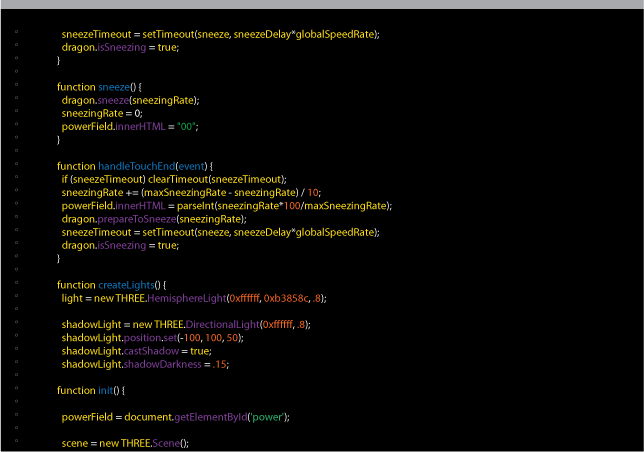 sneezeTimeout = setTimeout(sneeze, sneezeDelay*globalSpeedRate);
dragon.isSneezing = true;
}
function sneeze() {
dragon.sneeze(sneezingRate);
sneezingRate = 0;
powerField.innerHTML = "00";
}
function handleTouchEnd(event) {
if (sneezeTimeout) clearTimeout(sneezeTimeout);
sneezingRate += (maxSneezingRate - sneezingRate) / 10;
powerField.innerHTML = parseInt(sneezingRate*100/maxSneezingRate);
dragon.prepareToSneeze(sneezingRate);
sneezeTimeout = setTimeout(sneeze, sneezeDelay*globalSpeedRate);
dragon.isSneezing = true;
}
function createLights() {
light = new THREE.HemisphereLight(0xffffff, 0xb3858c, .8);
shadowLight = new THREE.DirectionalLight(0xffffff, .8);
shadowLight.position.set(-100, 100, 50);
shadowLight.castShadow = true;
shadowLight.shadowDarkness = .15;
function init() {
powerField = document.getElementById('power');
scene = new THREE.Scene();